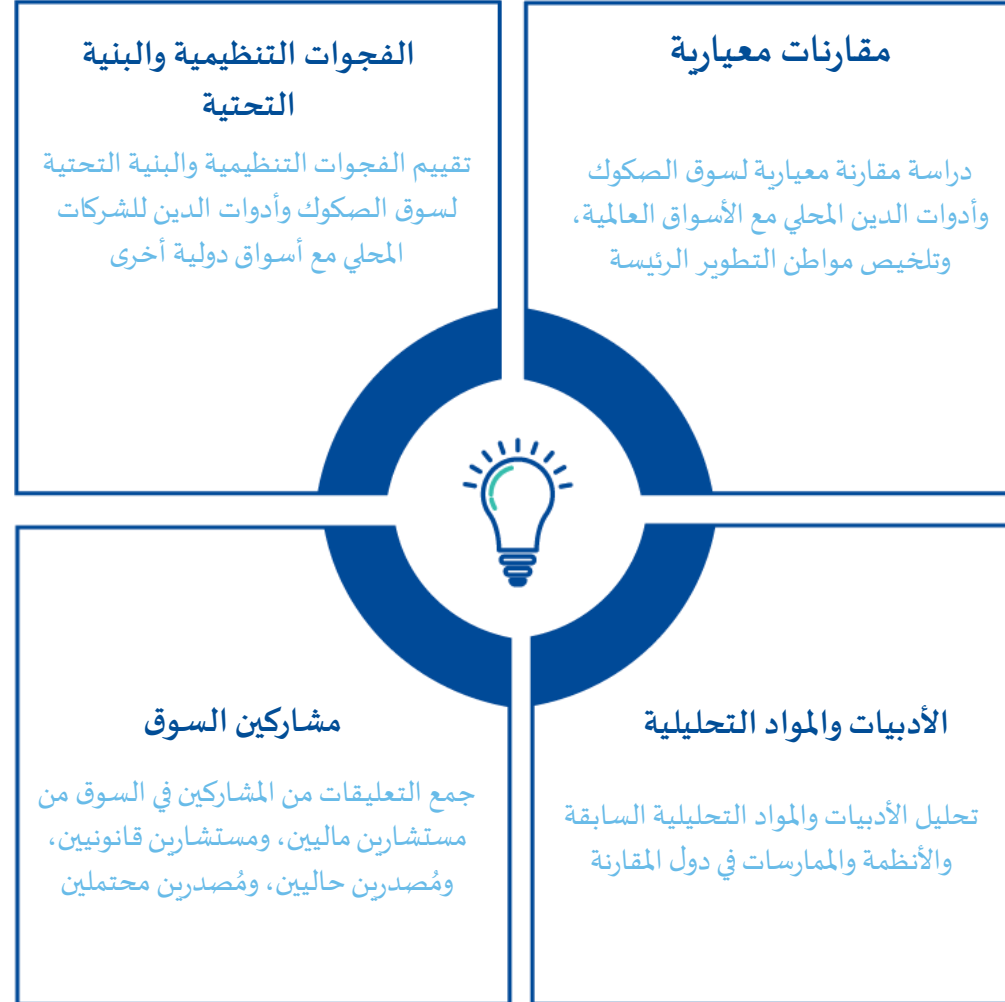 مقارنات معيارية
دراسة مقارنة معيارية لسوق الصكوك
وأدوات الدين المحلي مع الأسواق العالمية،
وتلخيص مواطن التطوير الرئيسة
الفجوات التنظيمية والبنية
التحتية
تقييم الفجوات التنظيمية والبنية التحتية
لسوق الصكوك وأدوات الدين للشركات
المحلي مع أسواق دولية أخرى
الأدبيات والمواد التحليلية
تحليل الأدبيات والمواد التحليلية السابقة
والأنظمة والممارسات في دول المقارنة
مشاركين السوق
جمع التعليقات من المشاركين في السوق من
مستشارين ماليين، ومستشارين قانونيين،
ومُصدرين حاليين، ومُصدرين محتملين